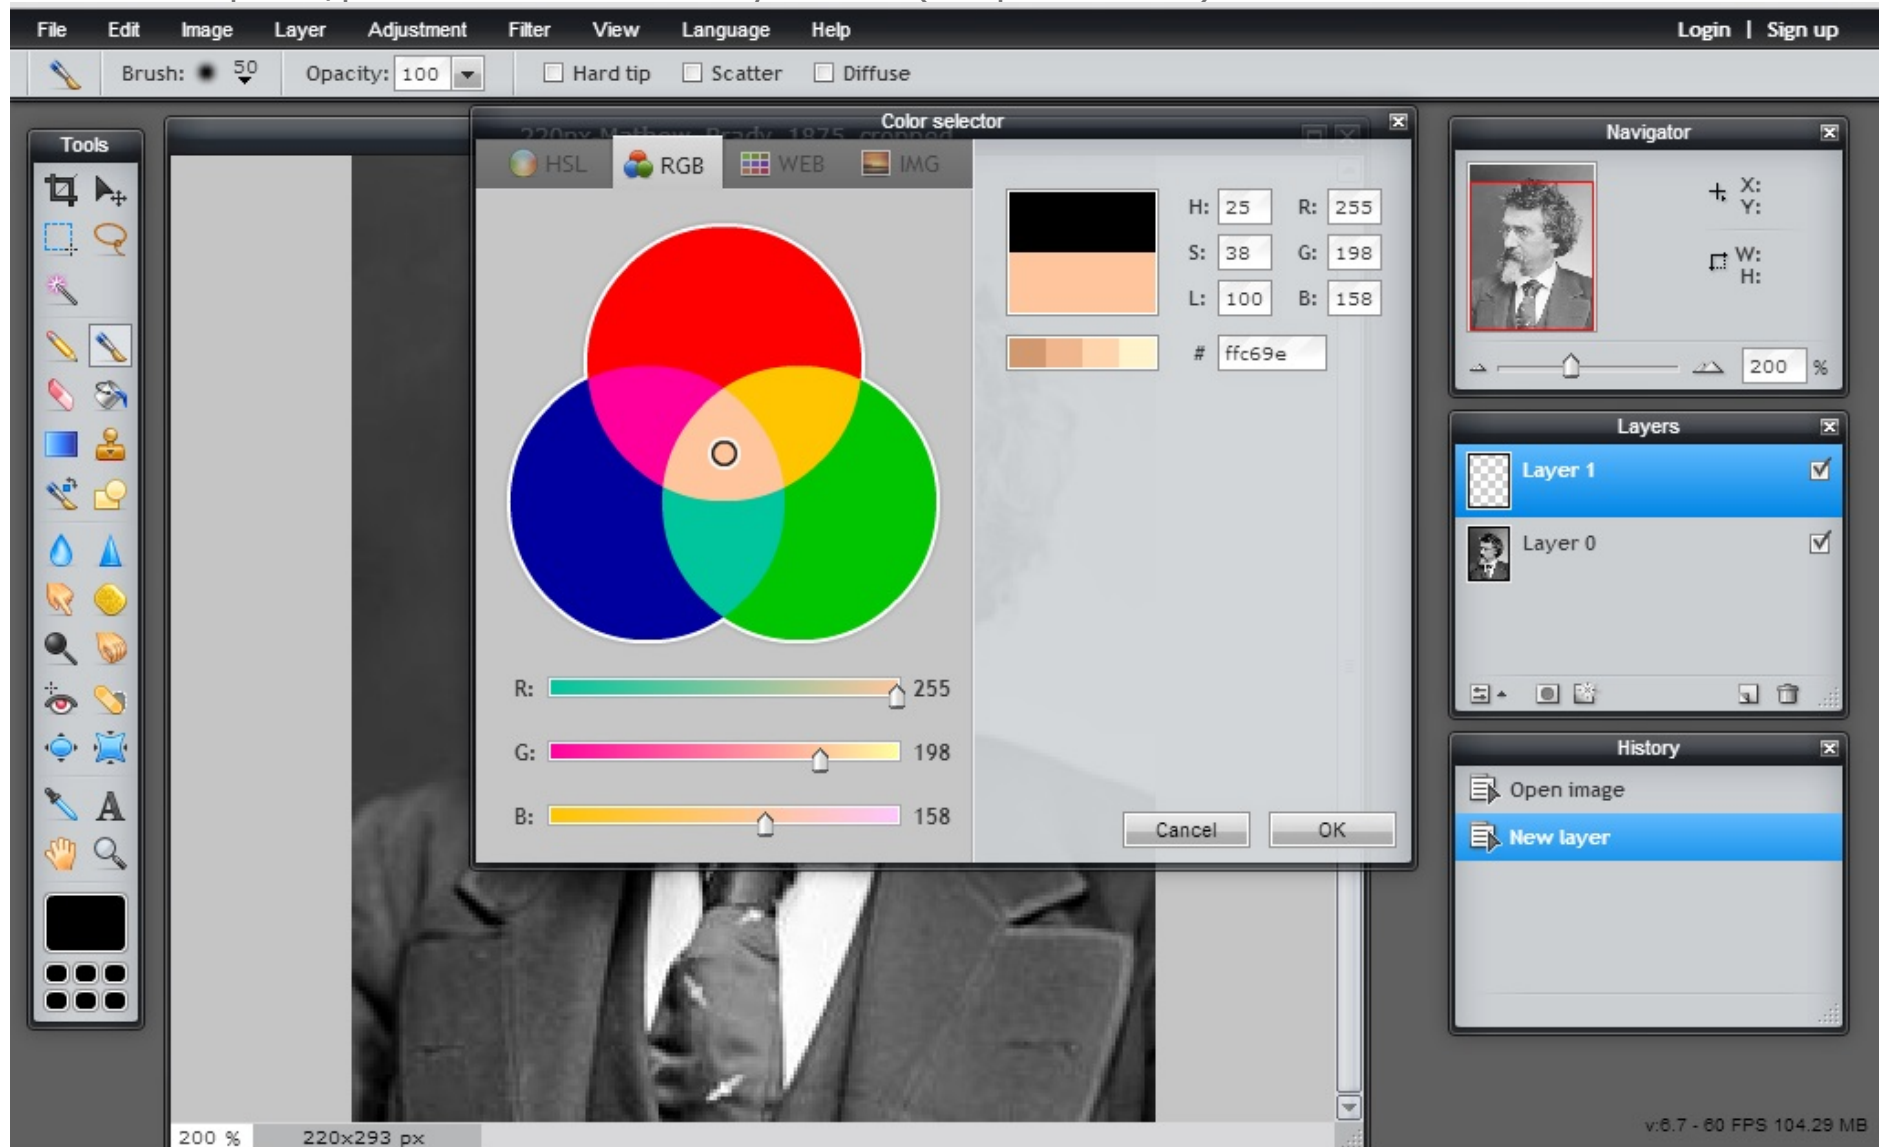 File Edit Image Layer Adjustment Filter View Language Help Login | Sign up
Brush: 50 Opacity: 100 Hard tip Scatter Diffuse
Tools
Color selector
220px-Mathew_Brady_1875_cropped
HSL RGB WEB IMG
H: 25 R: 255
S: 38 G: 198
L: 100 B: 158
# ffc69e
R: 255
G: 198
B: 158
Cancel OK
Navigator
X:
Y:
W:
H:
200 %
Layers
Layer 1
Layer 0
History
Open image
New layer
A
200 % 220x293 px
v:6.7 - 60 FPS 104.29 MB